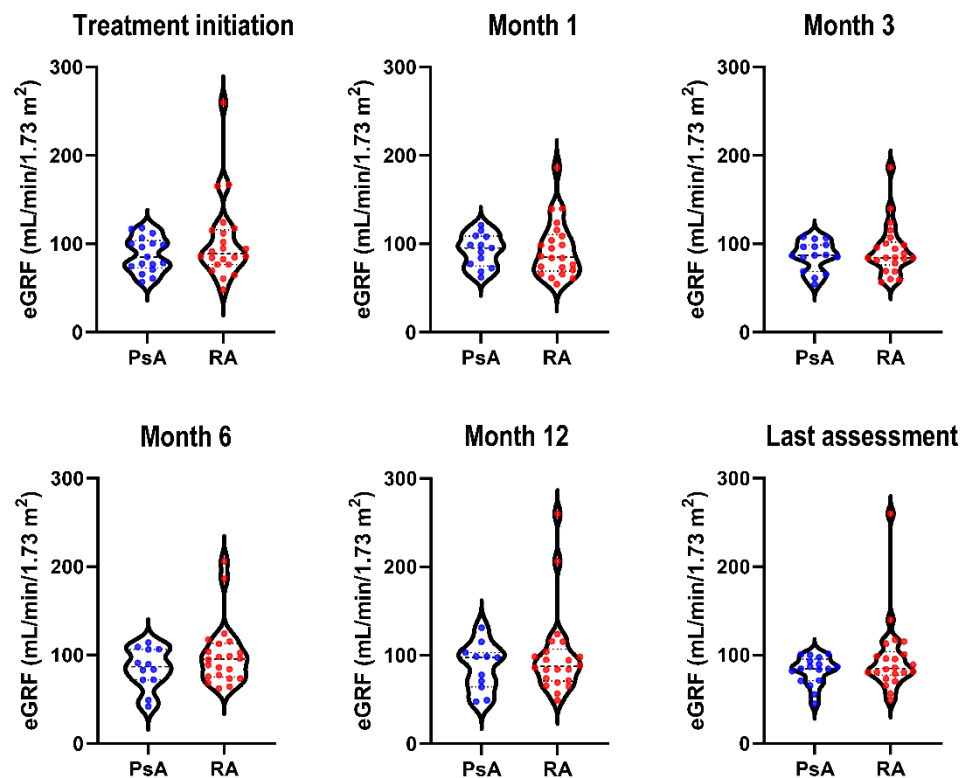 Treatment initiation
eGRF (mL/min/1.73 m²)
300
200
100
0
PsA RA
Month 1
eGRF (mL/min/1.73 m²)
300
200
100
0
PsA RA
Month 3
eGRF (mL/min/1.73 m²)
300
200
100
0
PsA RA
Month 6
eGRF (mL/min/1.73 m²)
300
200
100
0
PsA RA
Month 12
eGRF (mL/min/1.73 m²)
300
200
100
0
PsA RA
Last assessment
eGRF (mL/min/1.73 m²)
300
200
100
0
PsA RA